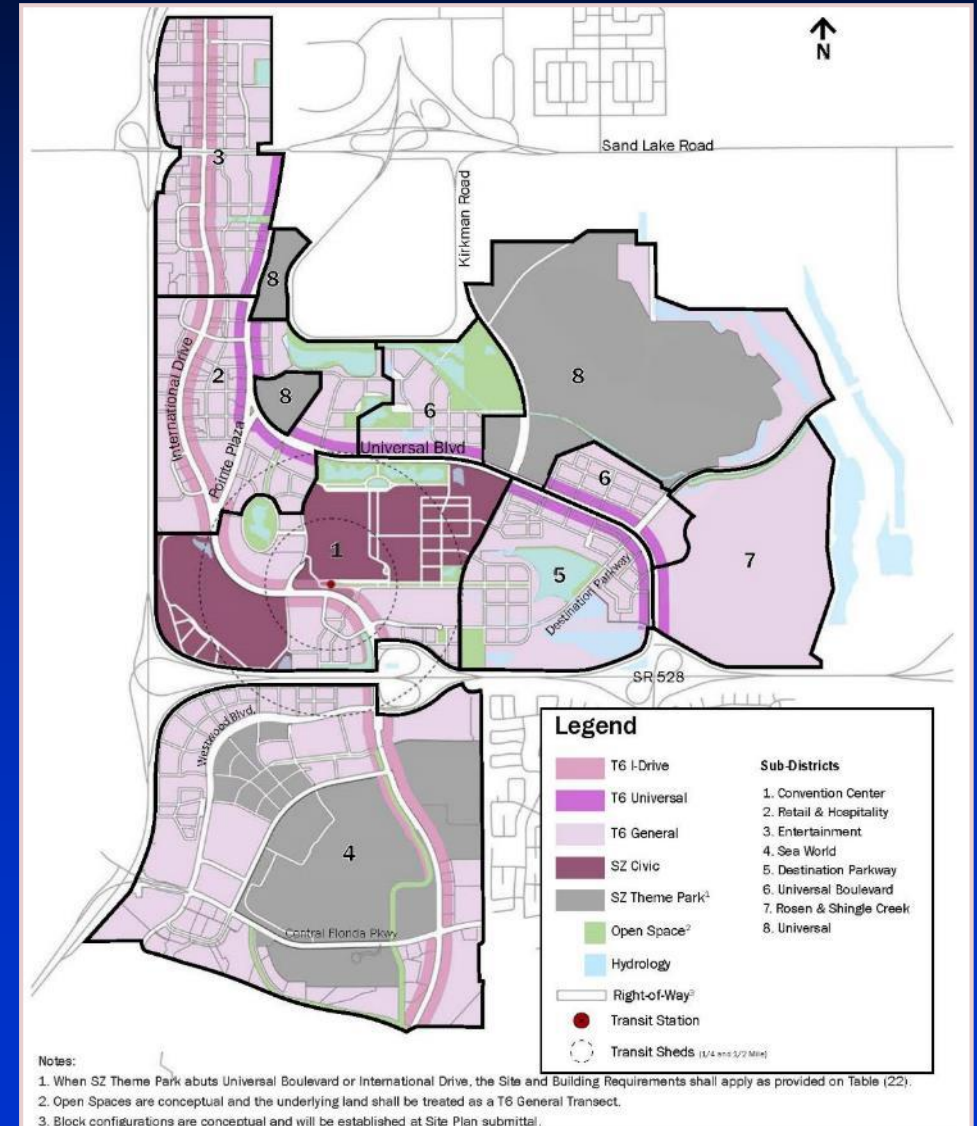 N
Sand Lake Road
Kirkman Road
3
8
International Drive
2
8
8
Pointe Plaza
6
Universal Blvd
6
1
5
7
Destination Parkway
SR 528
Westwood Blvd.
4
Central Florida Pkwy
Legend
T6 I-Drive
T6 Universal
T6 General
SZ Civic
SZ Theme Park¹
Open Space²
Hydrology
Right-of-Way³
Transit Station
Transit Sheds (1/4 and 1/2 Mile)
Sub-Districts
1. Convention Center
2. Retail & Hospitality
3. Entertainment
4. Sea World
5. Destination Parkway
6. Universal Boulevard
7. Rosen & Shingle Creek
8. Universal
Notes:
1. When SZ Theme Park abuts Universal Boulevard or International Drive, the Site and Building Requirements shall apply as provided on Table (22).
2. Open Spaces are conceptual and the underlying land shall be treated as a T6 General Transect.
3. Block configurations are conceptual and will be established at Site Plan submittal.